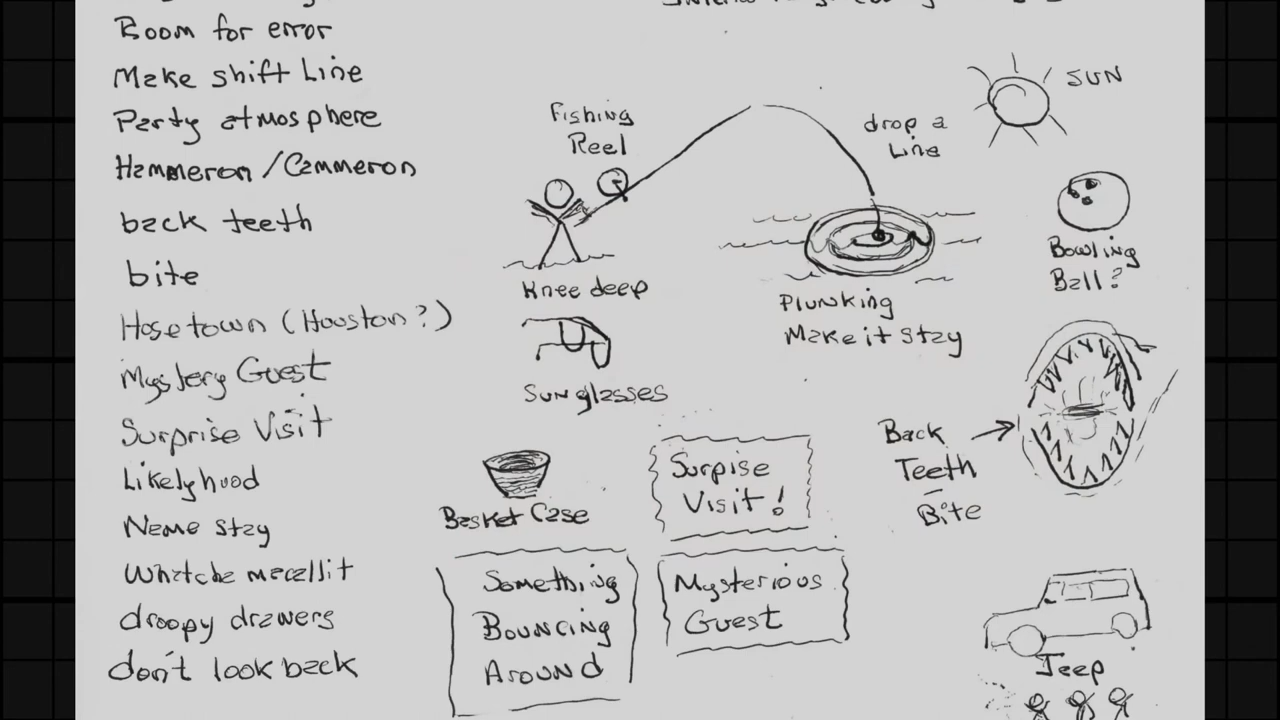 Room for error
Make shift Line
Party atmosphere
Hammeron / Cammeron
back teeth
bite
Hosetown (Houston?)
Mystery Guest
Surprise Visit
Likelyhood
Name stay
Whatcha macallit
droopy drawers
don't look back
Fishing
Reel
drop a
Line
SUN
Knee deep
Sunglasses
Plunking
Make it stay
Bowling
Ball?
Back
Teeth
Bite
Basket Case
Surpise
Visit!
Something
Bouncing
Around
Mysterious
Guest
Jeep